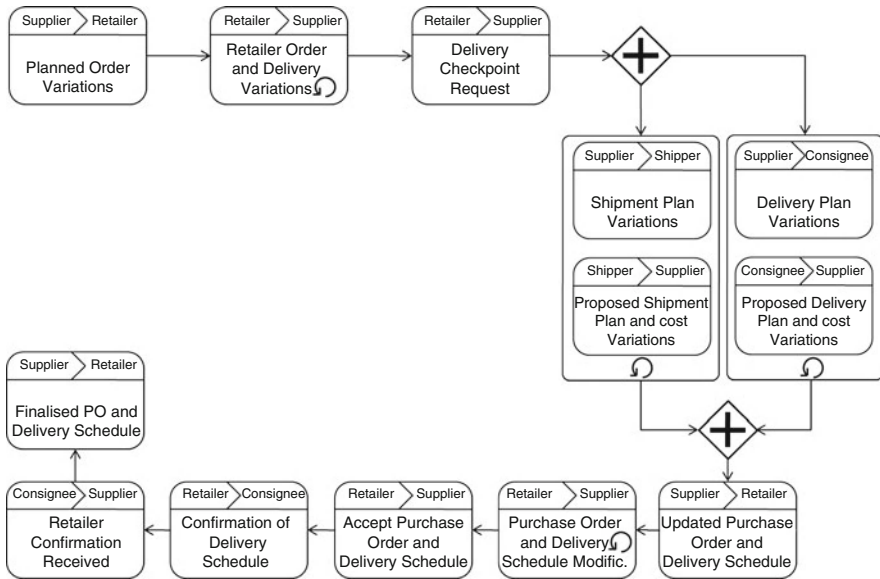 Supplier Retailer
Planned Order
Variations
Retailer Supplier
Retailer Order
and Delivery
Variations
Retailer Supplier
Delivery
Checkpoint
Request
Supplier Shipper
Shipment Plan
Variations
Shipper Supplier
Proposed Shipment
Plan and cost
Variations
Supplier Consignee
Delivery Plan
Variations
Consignee Supplier
Proposed Delivery
Plan and cost
Variations
Supplier Retailer
Updated Purchase
Order and
Delivery Schedule
Retailer Supplier
Purchase Order
and Delivery
Schedule Modific.
Retailer Supplier
Accept Purchase
Order and
Delivery Schedule
Retailer Consignee
Confirmation of
Delivery
Schedule
Consignee Supplier
Retailer
Confirmation
Received
Supplier Retailer
Finalised PO and
Delivery Schedule